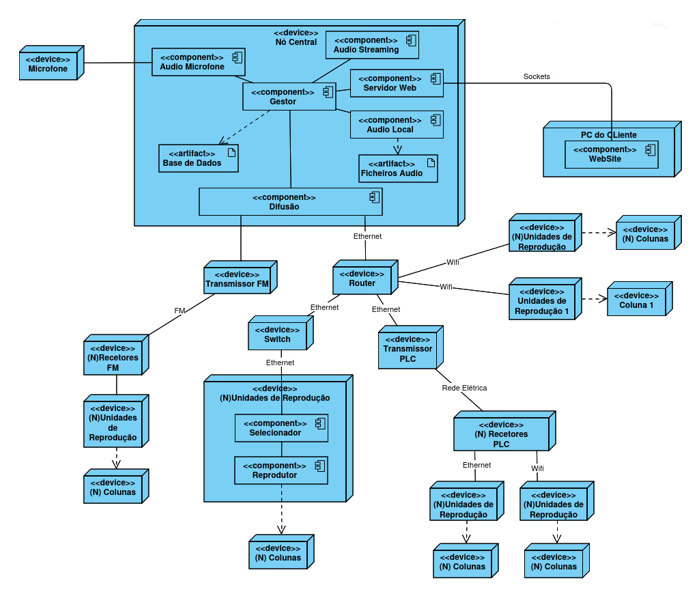 <<device>>
Nó Central
<<component>>
Audio Streaming
<<device>>
Microfone
<<component>>
Audio Microfone
<<component>>
Servidor Web
Sockets
<<component>>
Gestor
<<component>>
Audio Local
PC do CLiente
<<component>>
WebSite
<<artifact>>
Base de Dados
<<artifact>>
Ficheiros Audio
<<component>>
Difusão
Ethernet
<<device>>
(N)Unidades de
Reprodução
<<device>>
(N) Colunas
Wifi
<<device>>
Transmissor FM
<<device>>
Router
Wifi
<<device>>
Unidades de
Reprodução 1
<<device>>
Coluna 1
FM
Ethernet
Ethernet
<<device>>
Switch
<<device>>
Transmissor
PLC
<<device>>
(N)Recetores
FM
Ethernet
Rede Elétrica
<<device>>
(N)Unidades de Reprodução
<<component>>
Selecionador
<<component>>
Reprodutor
<<device>>
(N)Unidades
de
Reprodução
<<device>>
(N) Recetores
PLC
Ethernet
Wifi
<<device>>
(N) Colunas
<<device>>
(N)Unidades de
Reprodução
<<device>>
(N)Unidades de
Reprodução
<<device>>
(N) Colunas
<<device>>
(N) Colunas
<<device>>
(N) Colunas